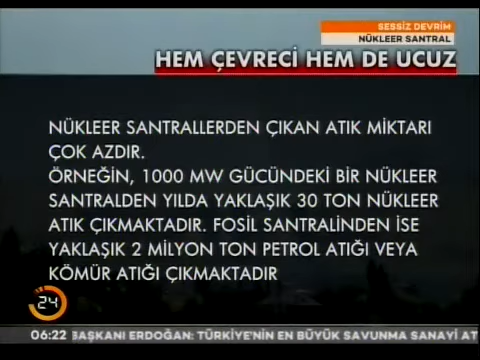 SESSİZ DEVRİM
NÜKLEER SANTRAL
HEM ÇEVRECİ HEM DE UCUZ
NÜKLEER SANTRALLERDEN ÇIKAN ATIK MİKTARI
ÇOK AZDIR.
ÖRNEĞİN, 1000 MW GÜCÜNDEKİ BİR NÜKLEER
SANTRALDEN YILDA YAKLAŞIK 30 TON NÜKLEER
ATIK ÇIKMAKTADIR. FOSİL SANTRALİNDEN İSE
YAKLAŞIK 2 MİLYON TON PETROL ATIĞI VEYA
KÖMÜR ATIĞI ÇIKMAKTADIR
24
06:22 BAŞKANI ERDOĞAN: TÜRKİYE'NİN EN BÜYÜK SAVUNMA SANAYİ AT